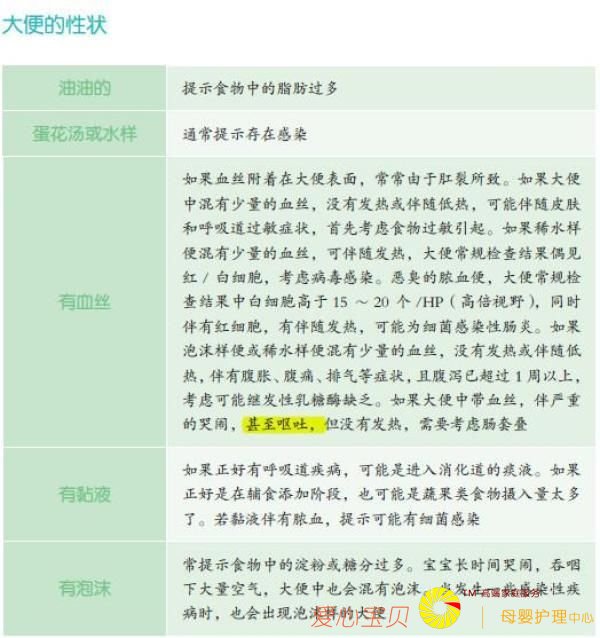 大便的性状
油油的
提示食物中的脂肪过多
蛋花汤或水样
通常提示存在感染
有血丝
如果血丝附着在大便表面，常常由于肛裂所致。如果大便
中混有少量的血丝，没有发热或伴随低热，可能伴随皮肤
和呼吸道过敏症状，首先考虑食物过敏引起。如果稀水样
便混有少量的血丝，可伴随发热，大便常规检查结果偶见
红/白细胞，考虑病毒感染。恶臭的脓血便，大便常规检
查结果中白细胞高于15～20个/HP（高倍视野），同时
伴有红细胞，有伴随发热，可能为细菌感染性肠炎。如果
泡沫样便或稀水样便混有少量的血丝，没有发热或伴随低
热，伴有腹胀、腹痛、排气等症状，且腹泻已超过1周以上，
考虑可能继发性乳糖酶缺乏。如果大便中带血丝，伴严重
的哭闹，甚至呕吐，但没有发热，需要考虑肠套叠
有黏液
如果正好有呼吸道疾病，可能是进入消化道的痰液。如果
正好是在辅食添加阶段，也可能是蔬果类食物摄入量太多
了。若黏液伴有脓血，提示可能有细菌感染
有泡沫
常提示食物中的淀粉或糖分过多。宝宝长时间哭闹，吞咽
下大量空气，大便中也会混有泡沫。当发生一些感染性疾
病时，也会出现泡沫样的大便
爱心宝贝
TM 高端家庭服务
母婴护理中心